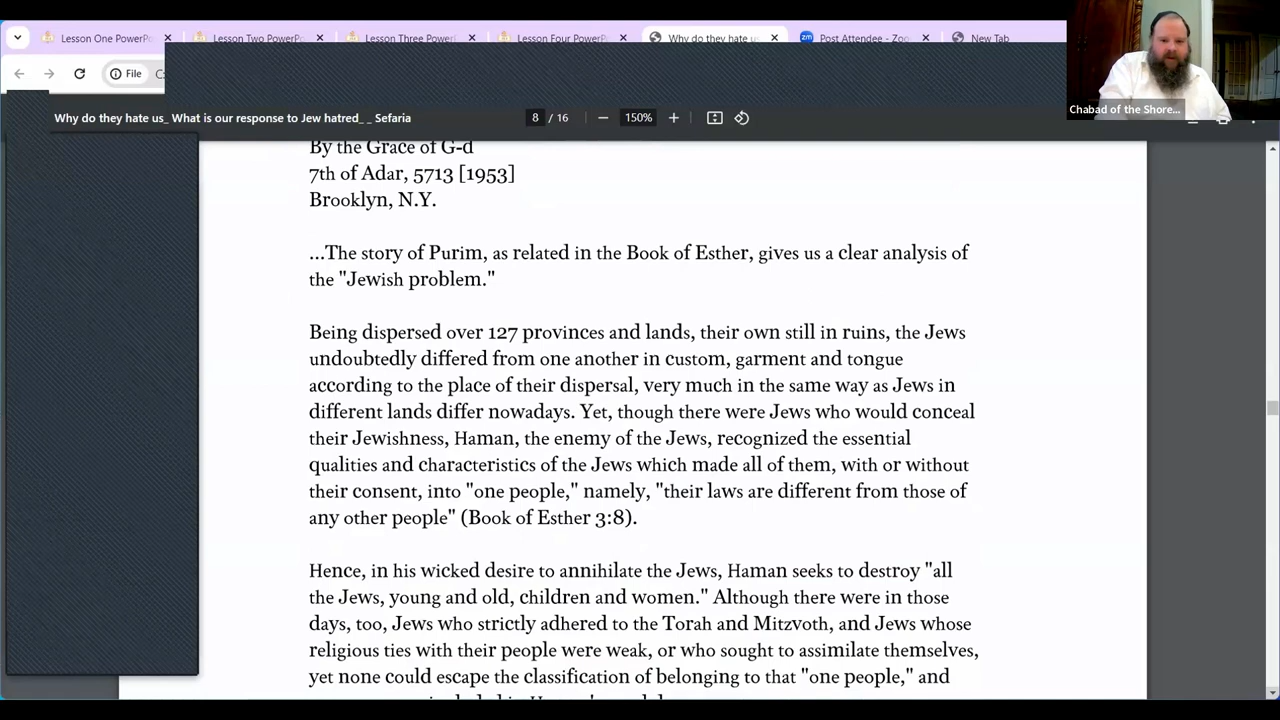 Lesson One PowerP
Lesson Two PowerP
Lesson Three PowerP
Lesson Four PowerP
Why do they hate us_
Post Attendee - Zoo
New Tab
File
Chabad of the Shore...
Why do they hate us_ What is our response to Jew hatred_ _ Sefaria
8 / 16
150%
By the Grace of G-d
7th of Adar, 5713 [1953]
Brooklyn, N.Y.
...The story of Purim, as related in the Book of Esther, gives us a clear analysis of
the "Jewish problem."
Being dispersed over 127 provinces and lands, their own still in ruins, the Jews
undoubtedly differed from one another in custom, garment and tongue
according to the place of their dispersal, very much in the same way as Jews in
different lands differ nowadays. Yet, though there were Jews who would conceal
their Jewishness, Haman, the enemy of the Jews, recognized the essential
qualities and characteristics of the Jews which made all of them, with or without
their consent, into "one people," namely, "their laws are different from those of
any other people" (Book of Esther 3:8).
Hence, in his wicked desire to annihilate the Jews, Haman seeks to destroy "all
the Jews, young and old, children and women." Although there were in those
days, too, Jews who strictly adhered to the Torah and Mitzvoth, and Jews whose
religious ties with their people were weak, or who sought to assimilate themselves,
yet none could escape the classification of belonging to that "one people," and